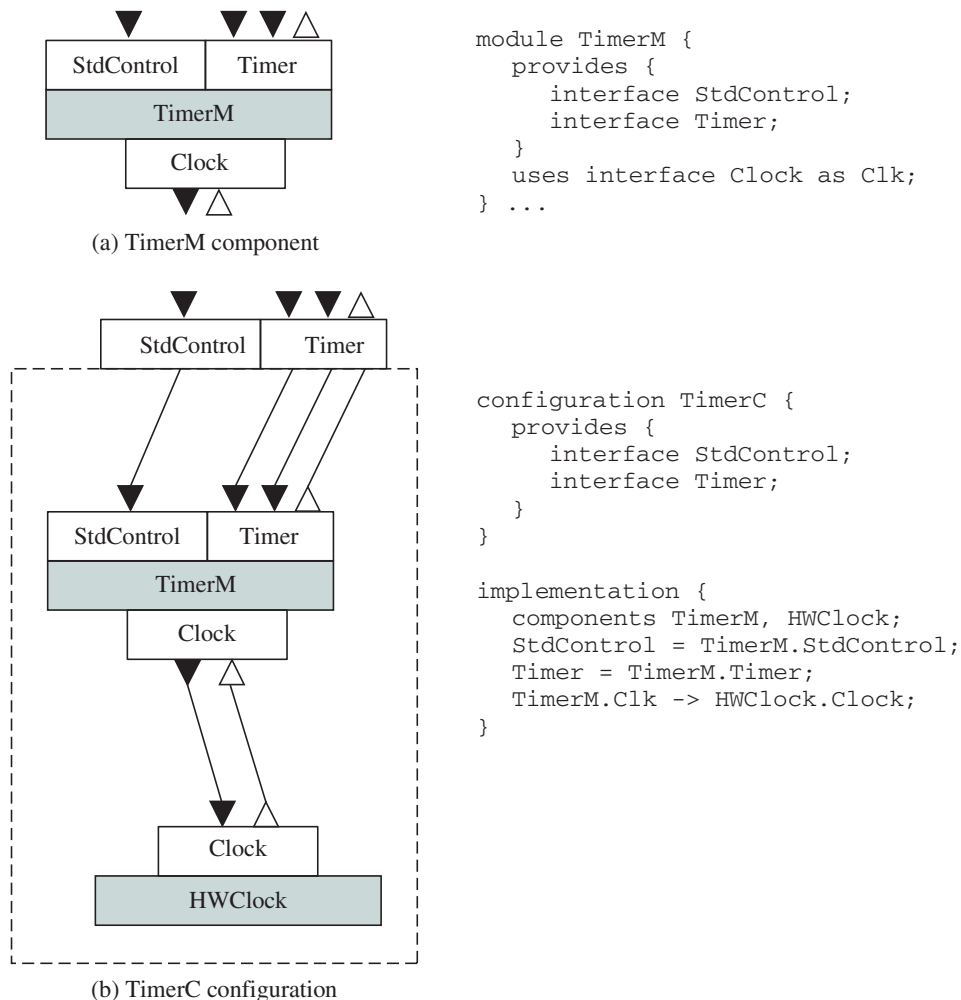 StdControl Timer
TimerM
Clock
(a) TimerM component
module TimerM {
provides {
interface StdControl;
interface Timer;
}
uses interface Clock as Clk;
} ...
StdControl Timer
StdControl Timer
TimerM
Clock
Clock
HWClock
(b) TimerC configuration
configuration TimerC {
provides {
interface StdControl;
interface Timer;
}
}
implementation {
components TimerM, HWClock;
StdControl = TimerM.StdControl;
Timer = TimerM.Timer;
TimerM.Clk -> HWClock.Clock;
}